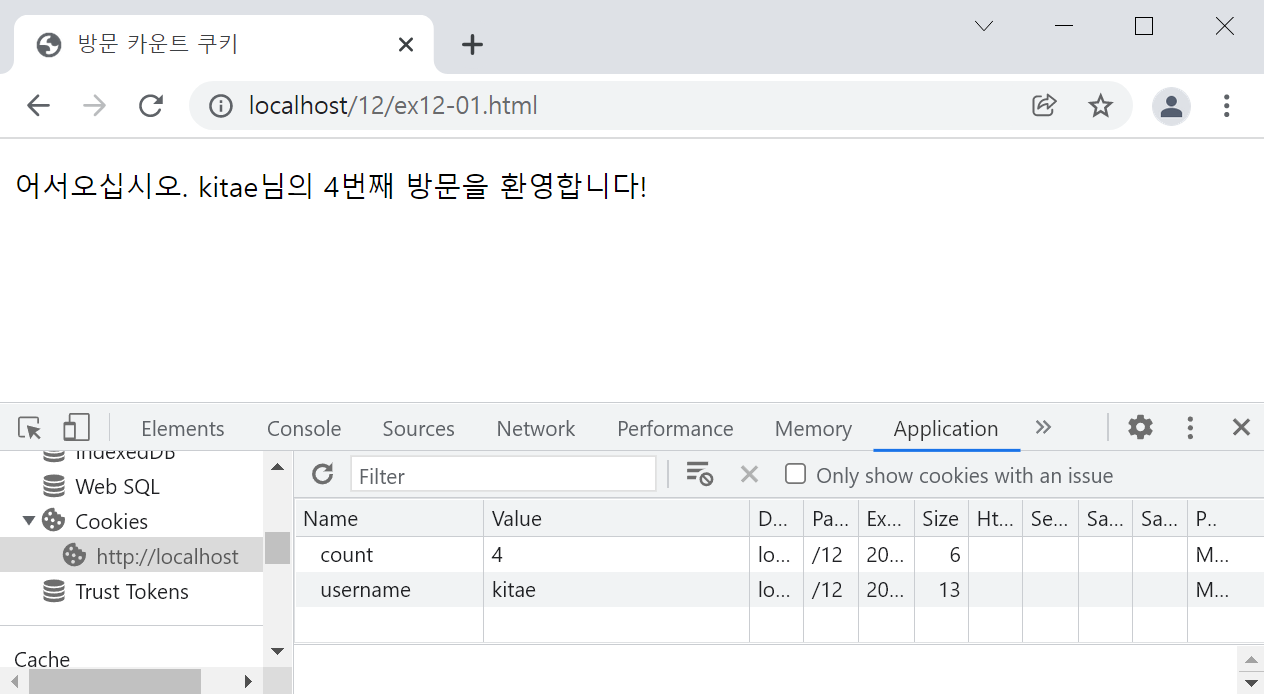 방문 카운트 쿠키
localhost/12/ex12-01.html
어서오십시오. kitae님의 4번째 방문을 환영합니다!
Elements Console Sources Network Performance Memory Application
IndexedDB
Web SQL
Cookies
http://localhost
Trust Tokens
Cache
Filter Only show cookies with an issue
Name Value D... Pa... Ex... Size Ht... Se... Sa... Sa... P..
count 4 lo... /12 20... 6 M...
username kitae lo... /12 20... 13 M...